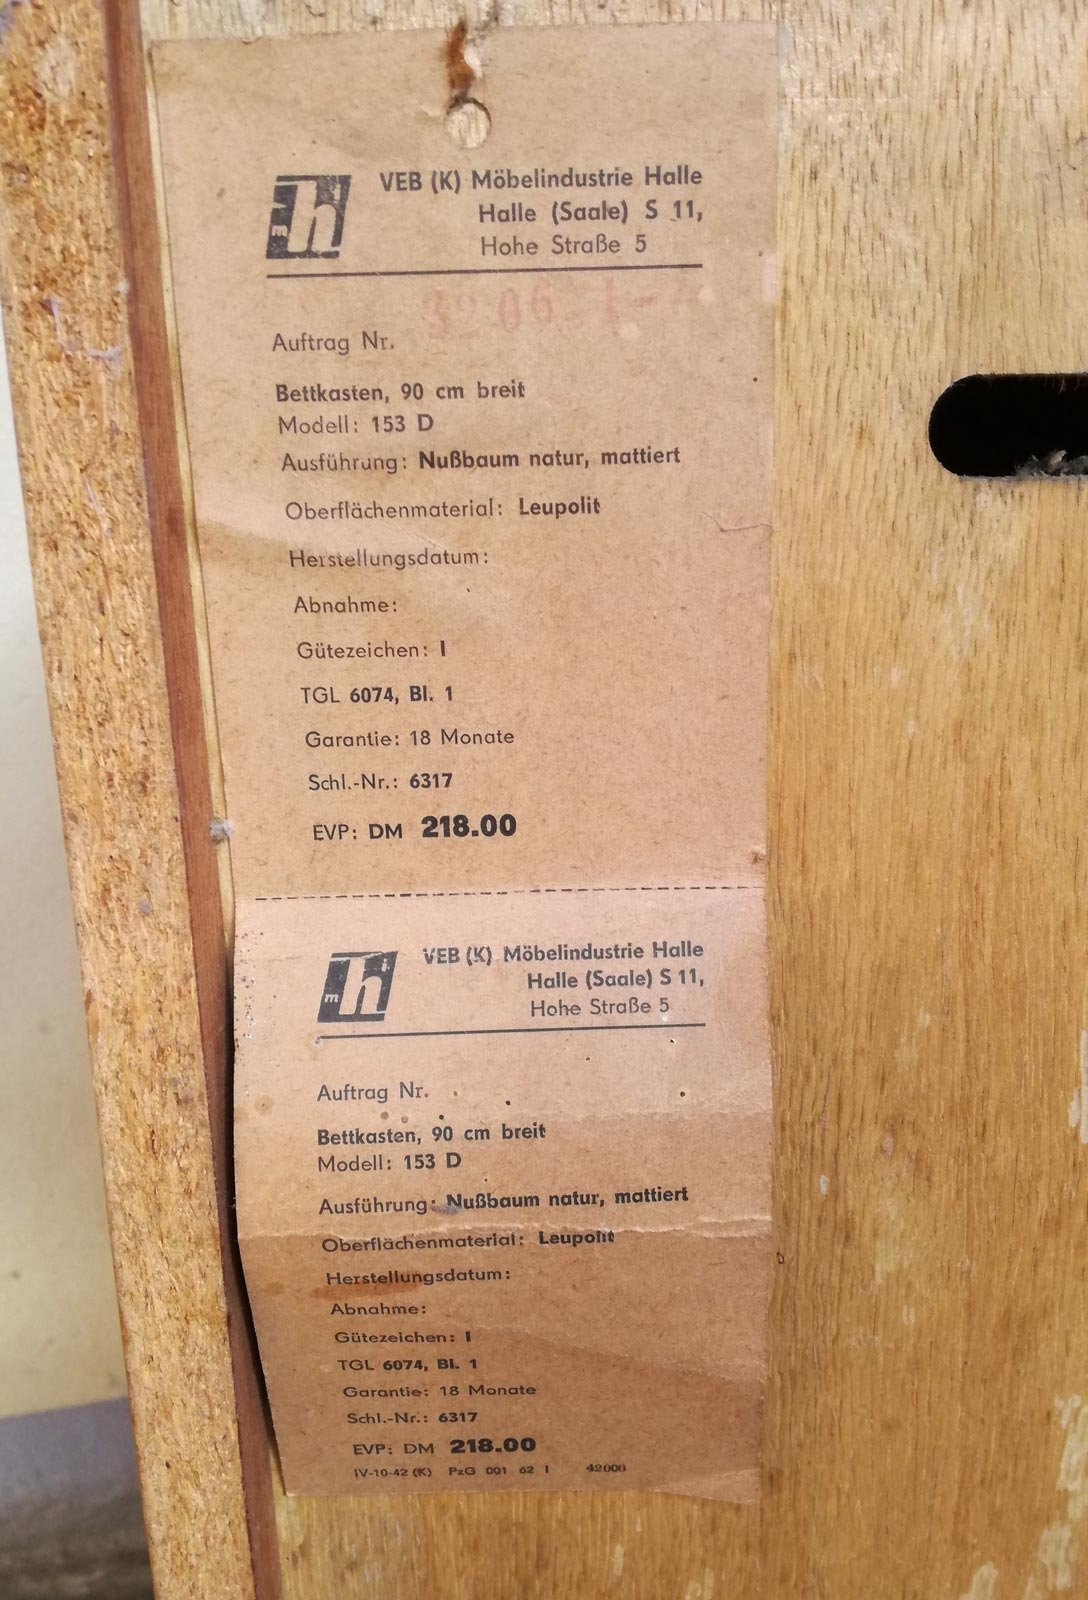 mhi
VEB (K) Möbelindustrie Halle
Halle (Saale) S 11,
Hohe Straße 5
Auftrag Nr.
Bettkasten, 90 cm breit
Modell: 153 D
Ausführung: Nußbaum natur, mattiert
Oberflächenmaterial: Leupolit
Herstellungsdatum:
Abnahme:
Gütezeichen: I
TGL 6074, Bl. 1
Garantie: 18 Monate
Schl.-Nr.: 6317
EVP: DM 218.00
mhi
VEB (K) Möbelindustrie Halle
Halle (Saale) S 11,
Hohe Straße 5
Auftrag Nr.
Bettkasten, 90 cm breit
Modell: 153 D
Ausführung: Nußbaum natur, mattiert
Oberflächenmaterial: Leupolit
Herstellungsdatum:
Abnahme:
Gütezeichen: I
TGL 6074, Bl. 1
Garantie: 18 Monate
Schl.-Nr.: 6317
EVP: DM 218.00
IV-10-42 (K) PzG 001 62 I 42000